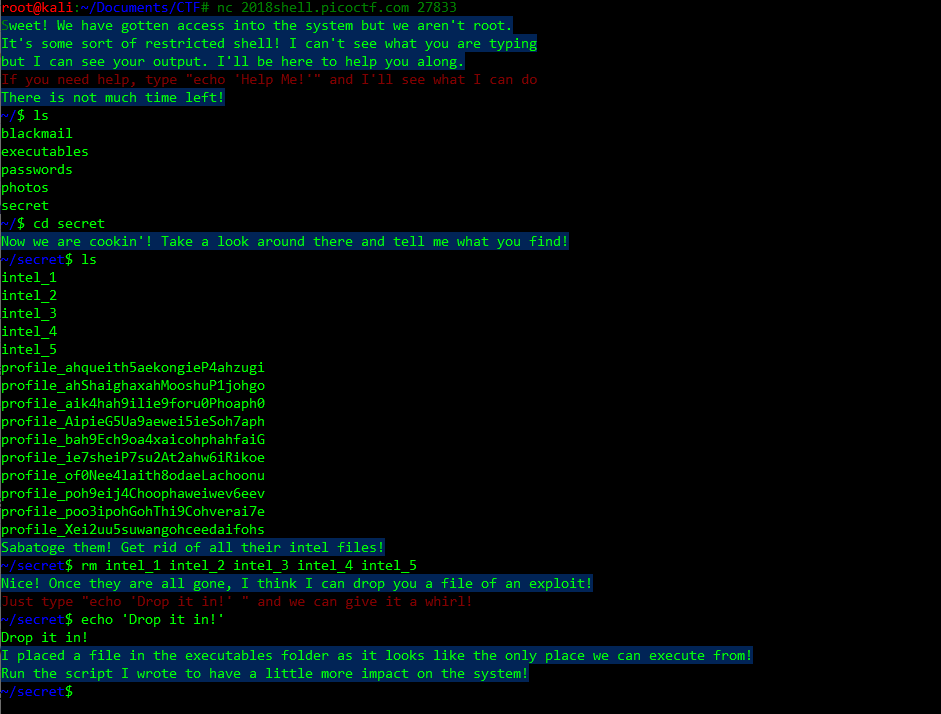 root@kali:~/Documents/CTF# nc 2018shell.picoctf.com 27833
Sweet! We have gotten access into the system but we aren't root.
It's some sort of restricted shell! I can't see what you are typing
but I can see your output. I'll be here to help you along.
If you need help, type "echo 'Help Me!'" and I'll see what I can do
There is not much time left!
~/$ ls
blackmail
executables
passwords
photos
secret
~/$ cd secret
Now we are cookin'! Take a look around there and tell me what you find!
~/secret$ ls
intel_1
intel_2
intel_3
intel_4
intel_5
profile_ahqueith5aekongieP4ahzugi
profile_ahShaighaxahMooshuP1johgo
profile_aik4hah9ilie9foru0Phoaph0
profile_AipieG5Ua9aewei5ieSoh7aph
profile_bah9Ech9oa4xaicohphahfaiG
profile_ie7sheiP7su2At2ahw6iRikoe
profile_of0Nee4laith8odaeLachoonu
profile_poh9eij4Choophaweiwev6eev
profile_poo3ipohGohThi9Cohverai7e
profile_Xei2uu5suwangohceedaifohs
Sabatoge them! Get rid of all their intel files!
~/secret$ rm intel_1 intel_2 intel_3 intel_4 intel_5
Nice! Once they are all gone, I think I can drop you a file of an exploit!
Just type "echo 'Drop it in!' " and we can give it a whirl!
~/secret$ echo 'Drop it in!'
Drop it in!
I placed a file in the executables folder as it looks like the only place we can execute from!
Run the script I wrote to have a little more impact on the system!
~/secret$